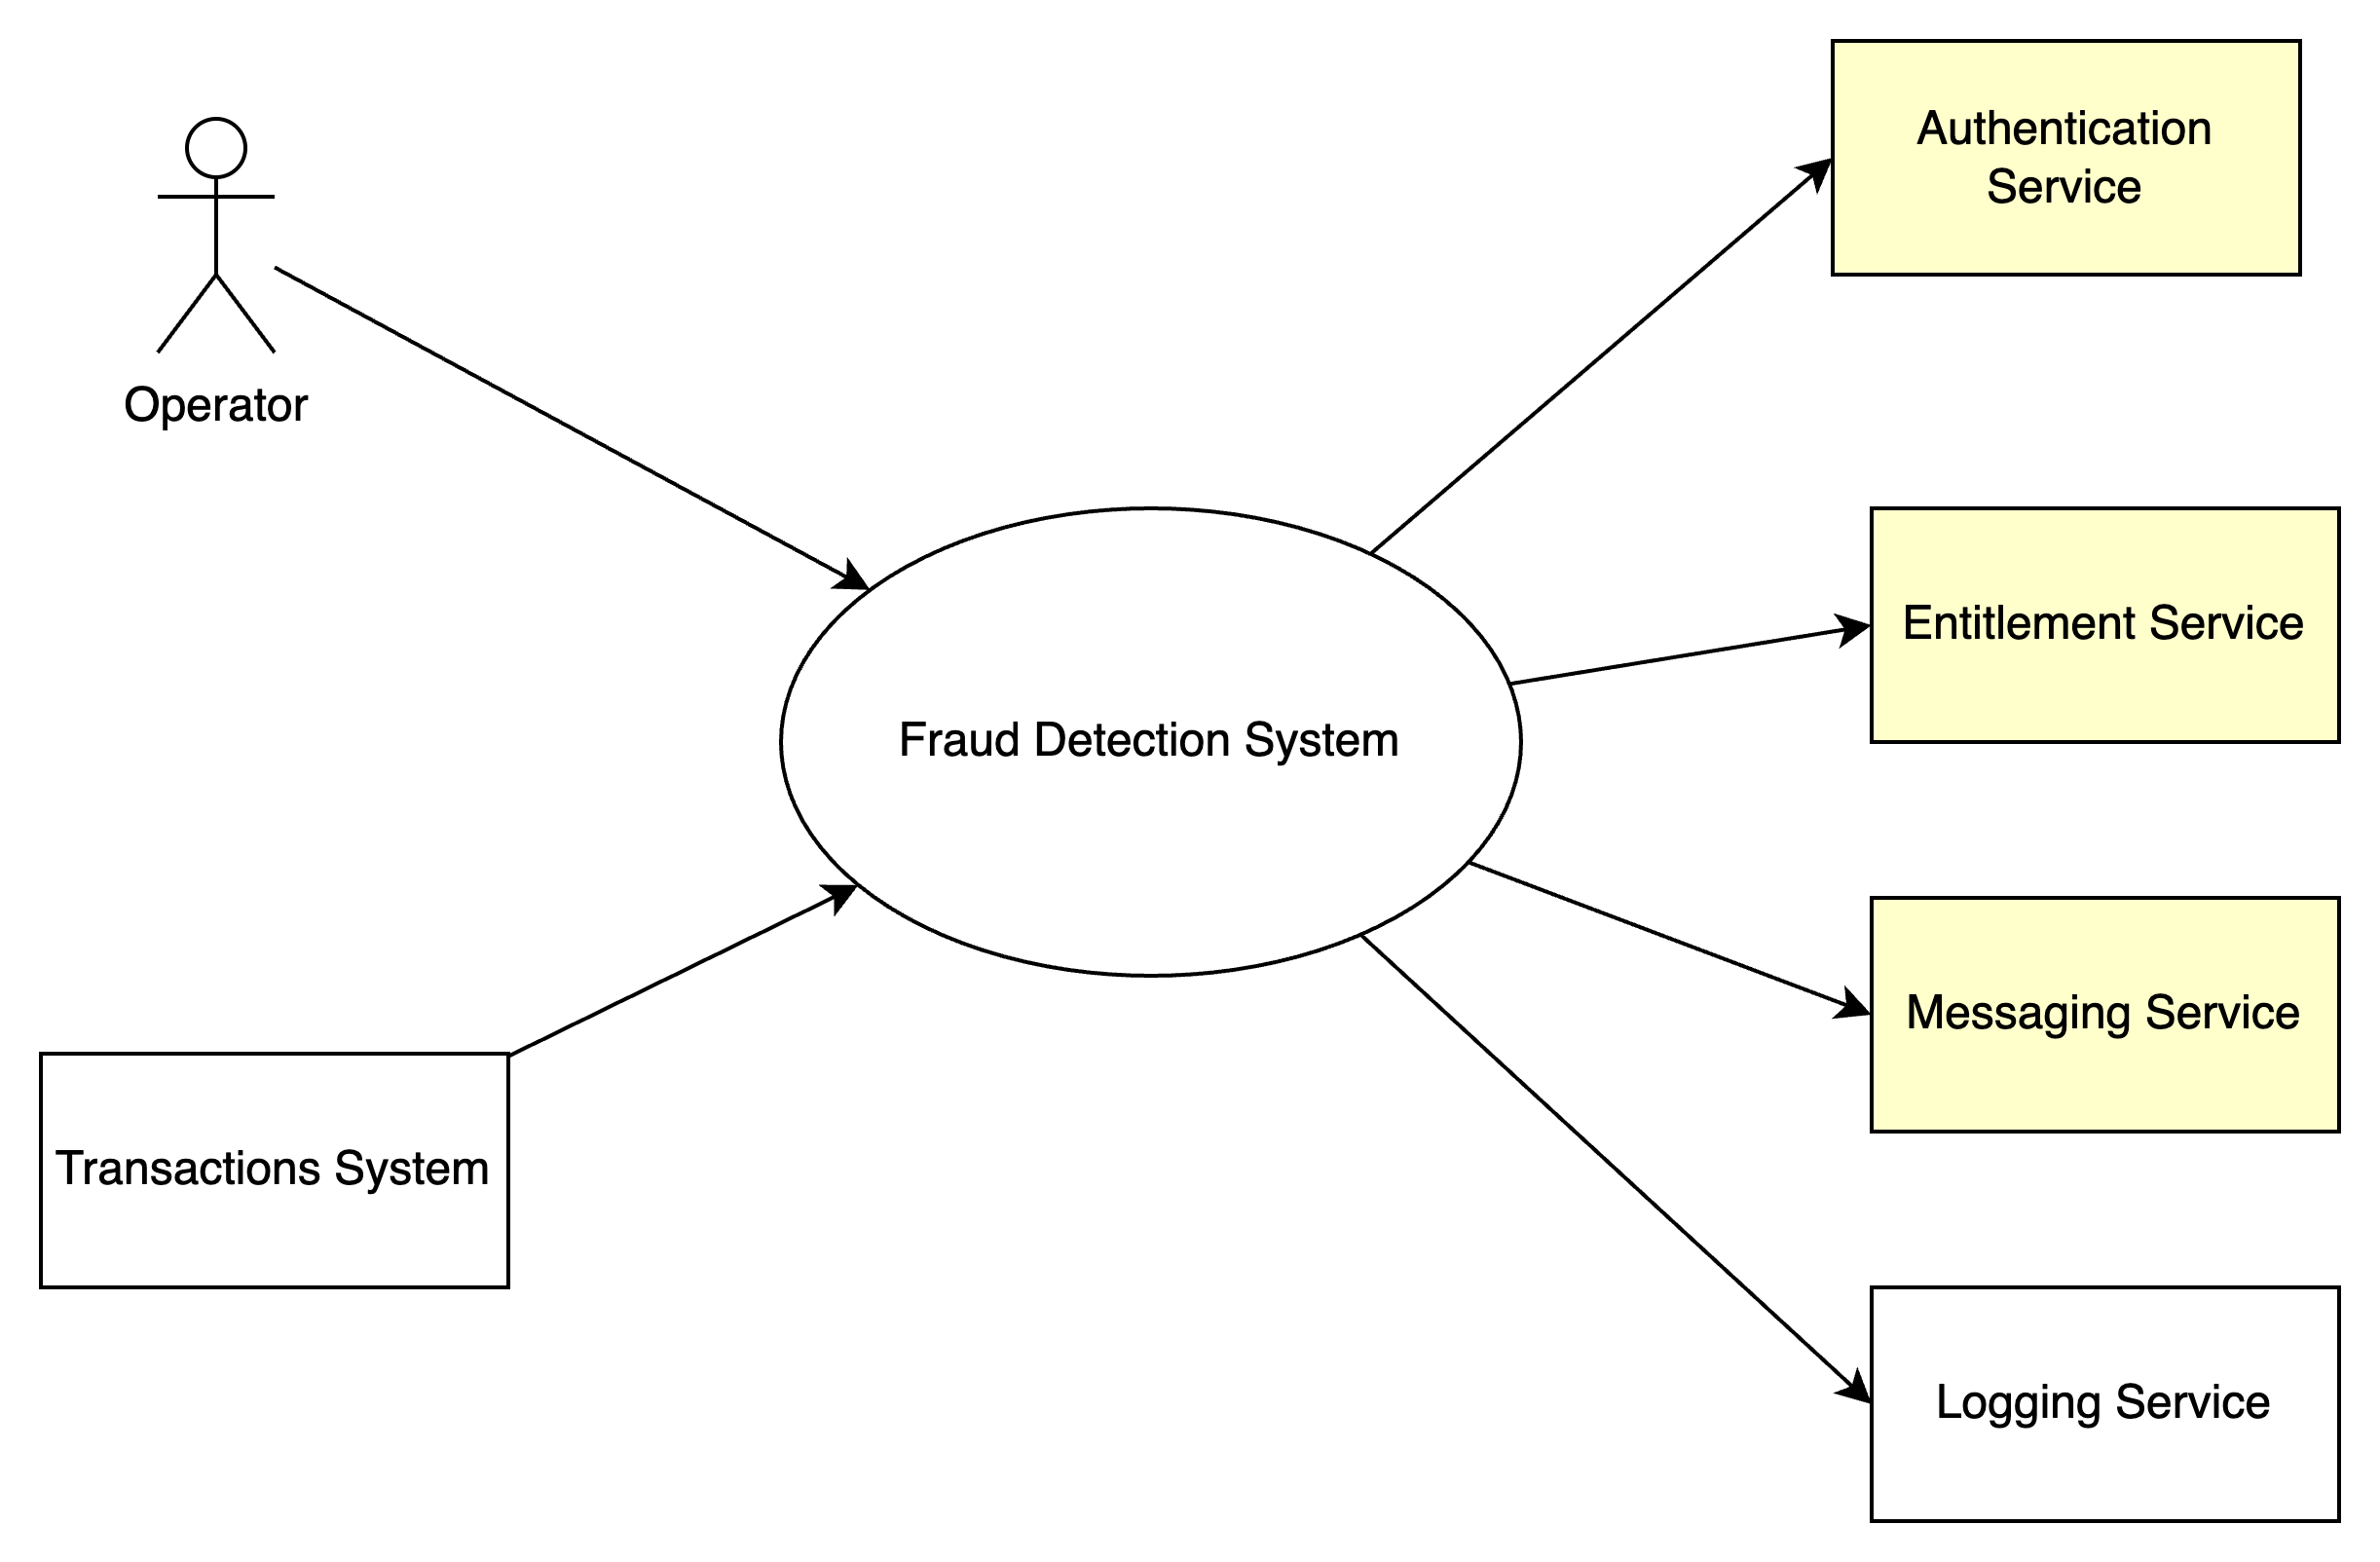 Authentication
Service
Operator
Entitlement Service
Fraud Detection System
Messaging Service
Transactions System
Logging Service